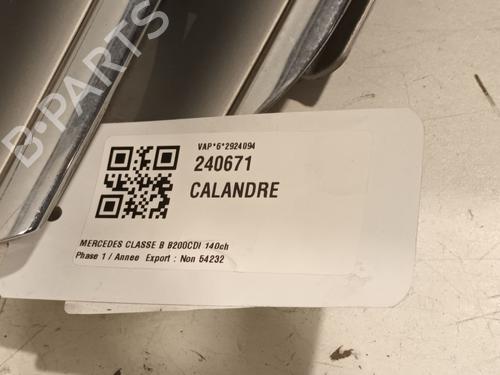 B-PARTS
VAP*6*2924094
240671
CALANDRE
MERCEDES CLASSE B B200CDI 140ch
Phase 1 / Annee Export : Non 54232